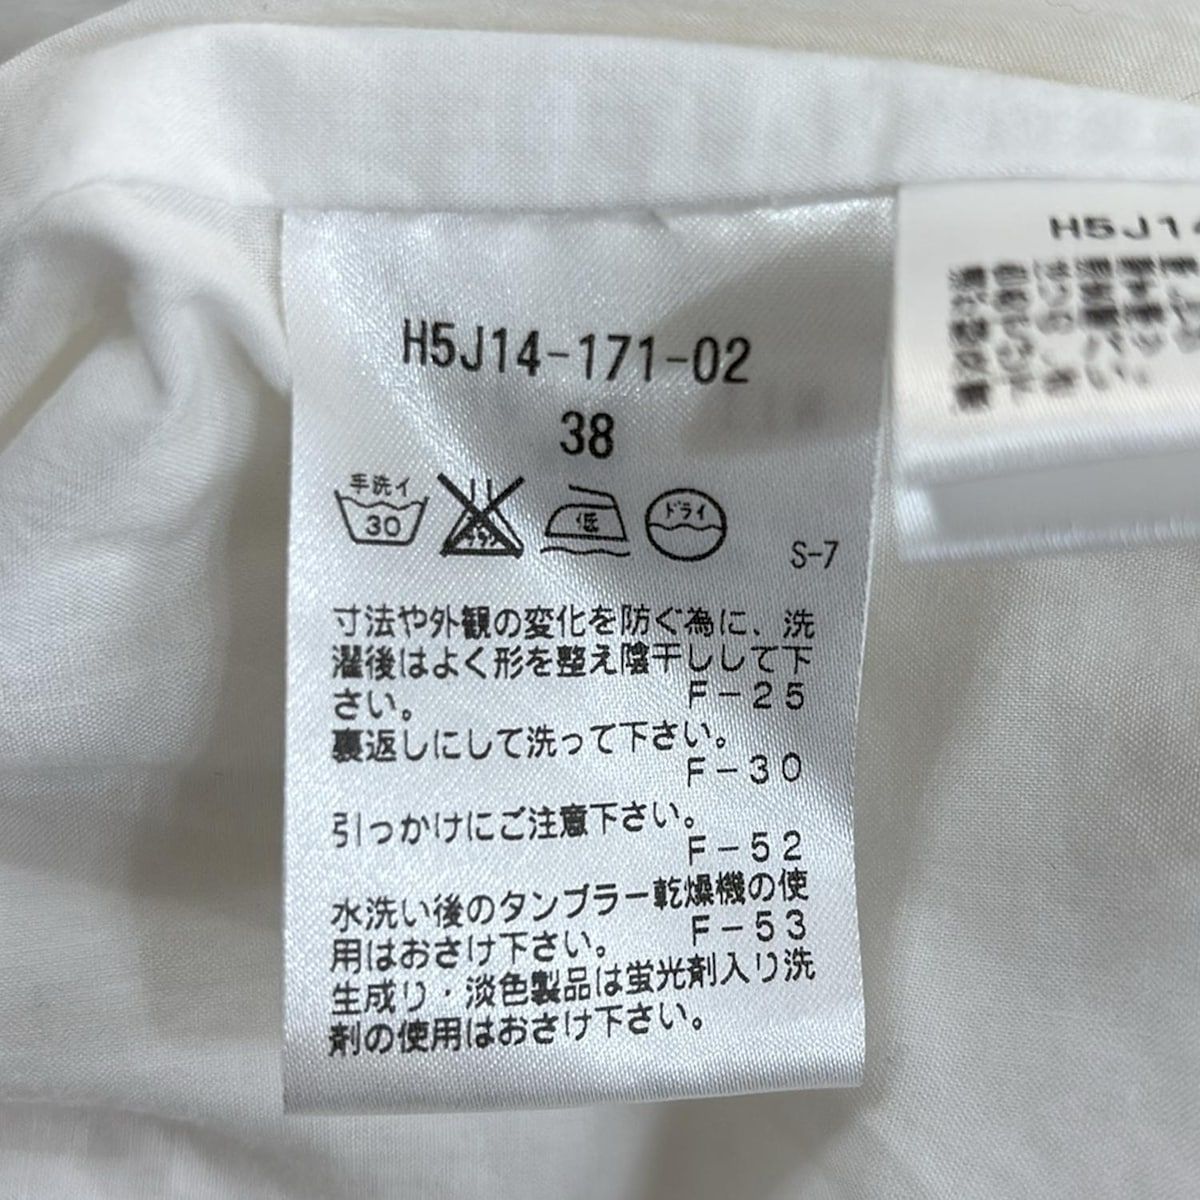 H5J14-171-02
38
手洗イ
30
低
ドライ
S-7
寸法や外観の変化を防ぐ為に、洗
濯後はよく形を整え陰干しして下
さい。 F-25
裏返しにして洗って下さい。
F-30
引っかけにご注意下さい。
F-52
水洗い後のタンブラー乾燥機の使
用はおさけ下さい。 F-53
生成り・淡色製品は蛍光剤入り洗
剤の使用はおさけ下さい。
H5J14